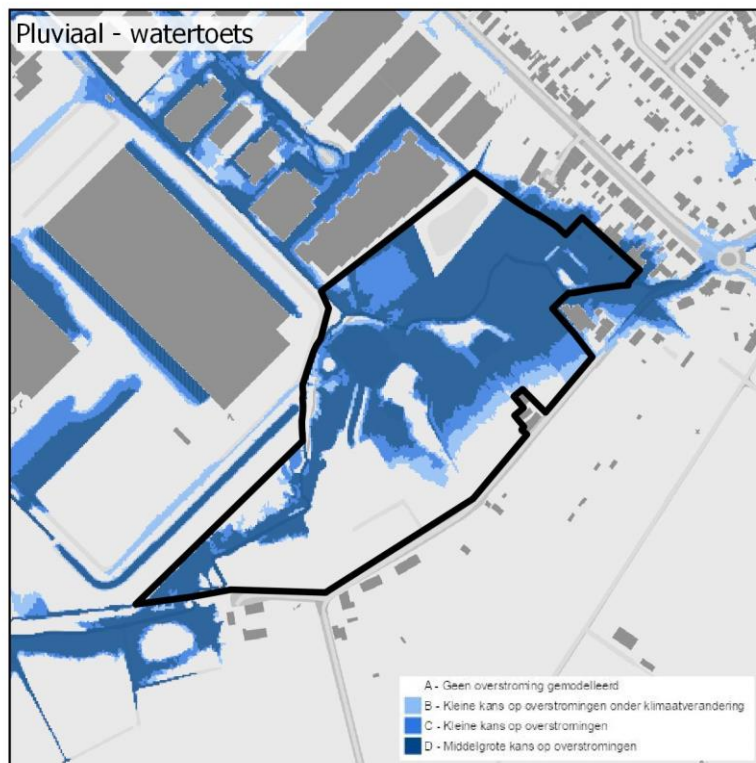 Pluviaal - watertoets
A - Geen overstroming gemodelleerd
B - Kleine kans op overstromingen onder klimaatverandering
C - Kleine kans op overstromingen
D - Middelgrote kans op overstromingen